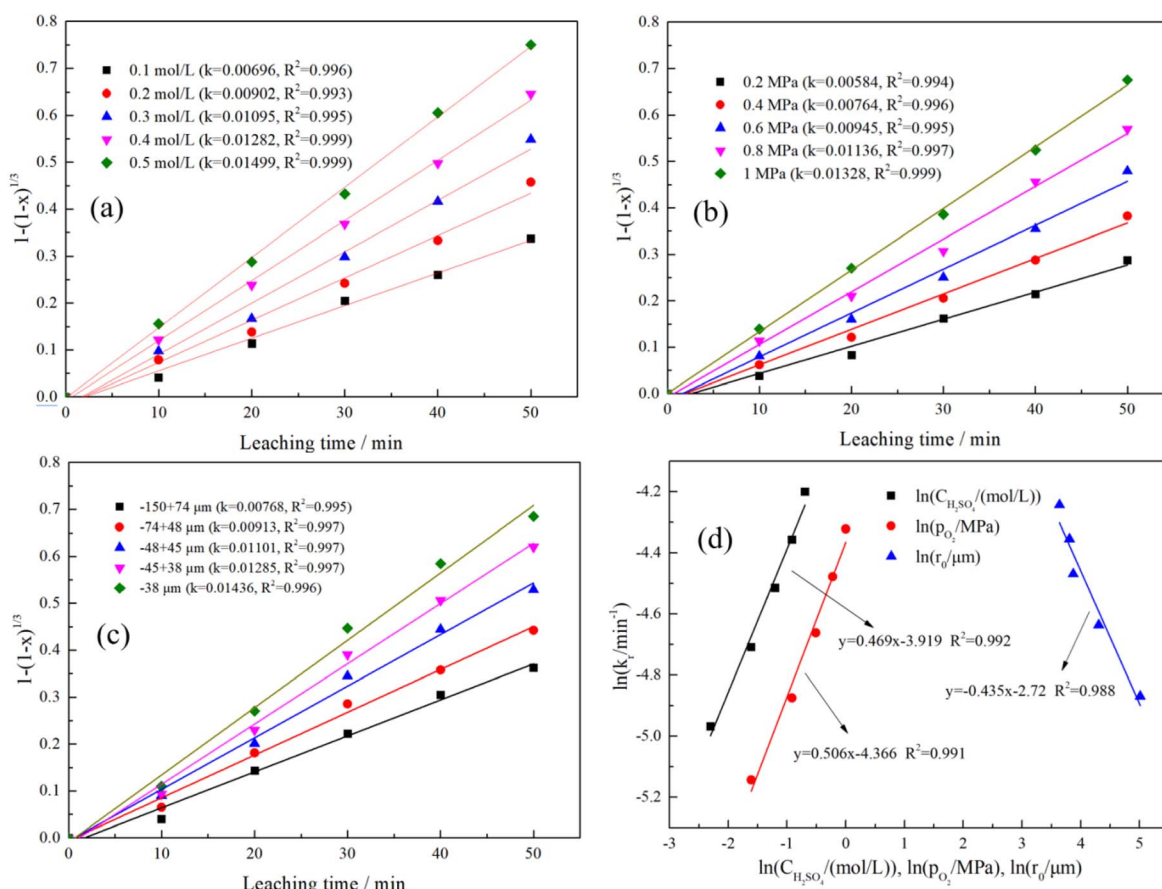 0.8
0.7
0.6
0.5
0.4
0.3
0.2
0.1
0.0
1-(1-x)^1/3
0.1 mol/L (k=0.00696, R²=0.996)
0.2 mol/L (k=0.00902, R²=0.993)
0.3 mol/L (k=0.01095, R²=0.995)
0.4 mol/L (k=0.01282, R²=0.999)
0.5 mol/L (k=0.01499, R²=0.999)
(a)
0 10 20 30 40 50
Leaching time / min
0.8
0.7
0.6
0.5
0.4
0.3
0.2
0.1
0.0
1-(1-x)^1/3
0.2 MPa (k=0.00584, R²=0.994)
0.4 MPa (k=0.00764, R²=0.996)
0.6 MPa (k=0.00945, R²=0.995)
0.8 MPa (k=0.01136, R²=0.997)
1 MPa (k=0.01328, R²=0.999)
(b)
0 10 20 30 40 50
Leaching time / min
0.8
0.7
0.6
0.5
0.4
0.3
0.2
0.1
0.0
1-(1-x)^1/3
-150+74 μm (k=0.00768, R²=0.995)
-74+48 μm (k=0.00913, R²=0.997)
-48+45 μm (k=0.01101, R²=0.997)
-45+38 μm (k=0.01285, R²=0.997)
-38 μm (k=0.01436, R²=0.996)
(c)
0 10 20 30 40 50
Leaching time / min
-4.2
-4.4
-4.6
-4.8
-5.0
-5.2
ln(k_r/min⁻¹)
ln(C_H₂SO₄/(mol/L))
ln(p_O₂/MPa)
ln(r₀/μm)
(d)
y=0.469x-3.919 R²=0.992
y=-0.435x-2.72 R²=0.988
y=0.506x-4.366 R²=0.991
-3 -2 -1 0 1 2 3 4 5
ln(C_H₂SO₄/(mol/L)), ln(p_O₂/MPa), ln(r₀/μm)